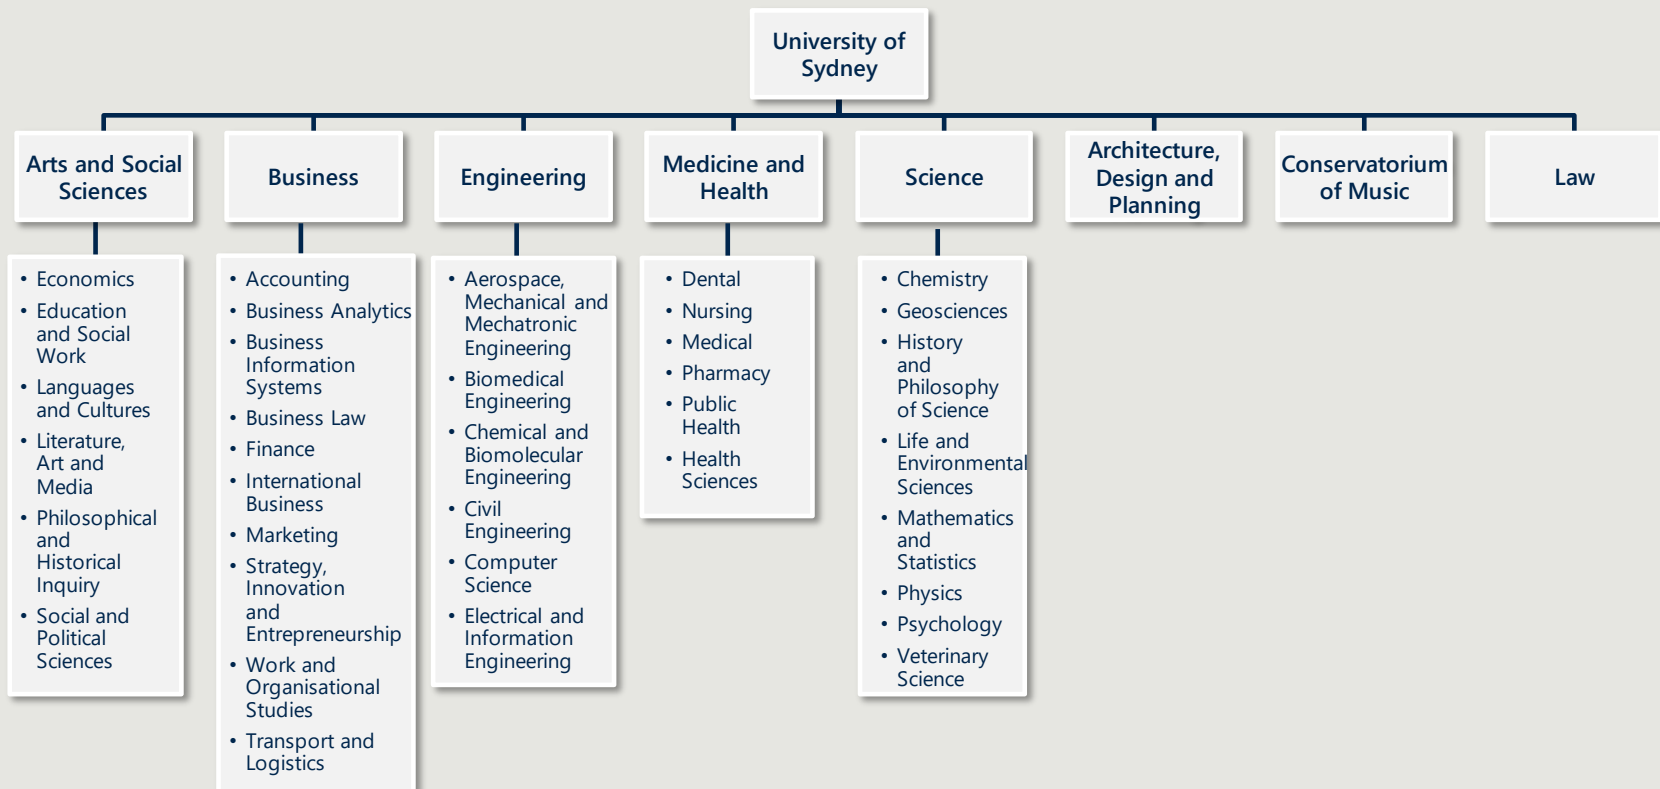 University of
Sydney
Arts and Social
Sciences
Business
Engineering
Medicine and
Health
Science
Architecture,
Design and
Planning
Conservatorium
of Music
Law
• Economics
• Education
and Social
Work
• Languages
and Cultures
• Literature,
Art and
Media
• Philosophical
and
Historical
Inquiry
• Social and
Political
Sciences
• Accounting
• Business Analytics
• Business
Information
Systems
• Business Law
• Finance
• International
Business
• Marketing
• Strategy,
Innovation
and
Entrepreneurship
• Work and
Organisational
Studies
• Transport and
Logistics
• Aerospace,
Mechanical and
Mechatronic
Engineering
• Biomedical
Engineering
• Chemical and
Biomolecular
Engineering
• Civil
Engineering
• Computer
Science
• Electrical and
Information
Engineering
• Dental
• Nursing
• Medical
• Pharmacy
• Public
Health
• Health
Sciences
• Chemistry
• Geosciences
• History
and
Philosophy
of Science
• Life and
Environmental
Sciences
• Mathematics
and
Statistics
• Physics
• Psychology
• Veterinary
Science